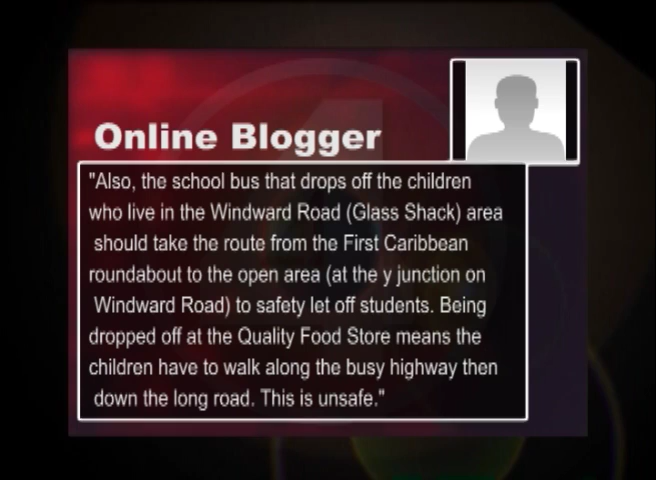 Online Blogger
"Also, the school bus that drops off the children
who live in the Windward Road (Glass Shack) area
should take the route from the First Caribbean
roundabout to the open area (at the y junction on
Windward Road) to safety let off students. Being
dropped off at the Quality Food Store means the
children have to walk along the busy highway then
down the long road. This is unsafe."